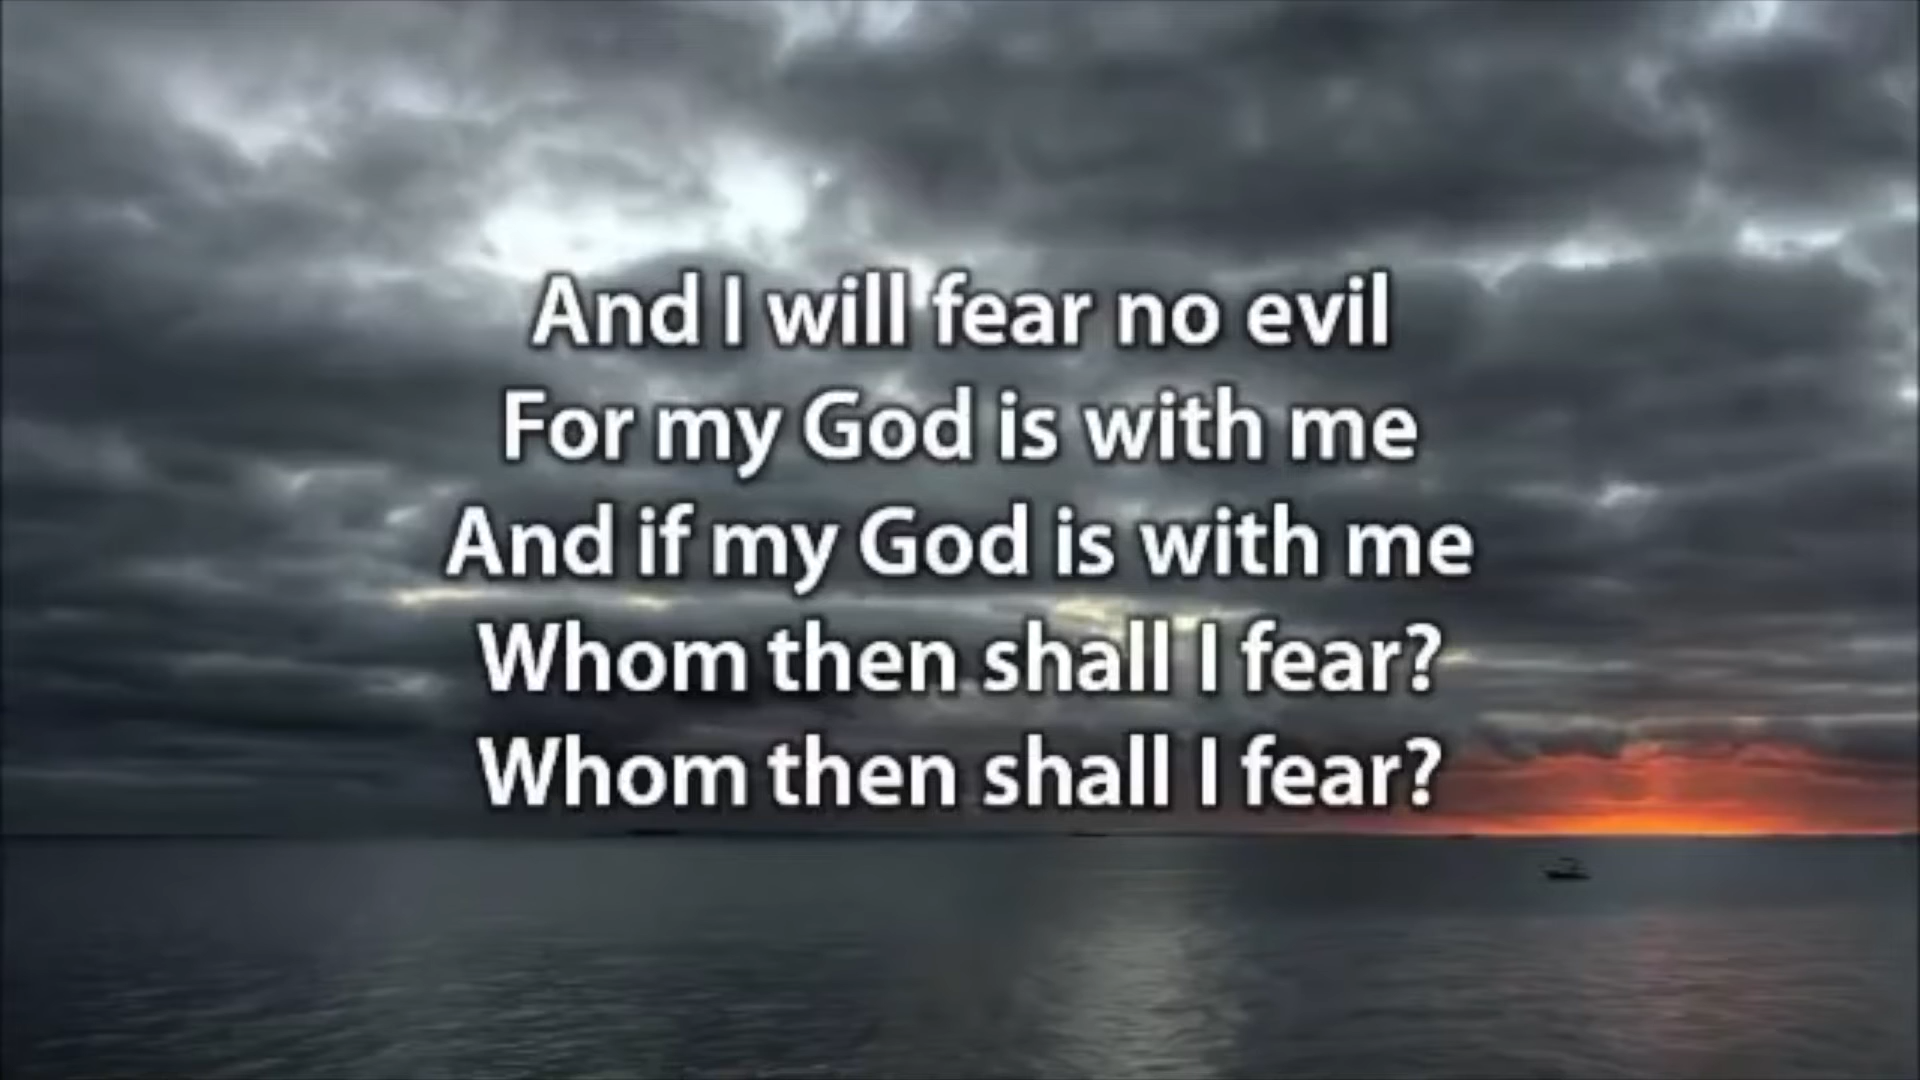 And I will fear no evil
For my God is with me
And if my God is with me
Whom then shall I fear?
Whom then shall I fear?